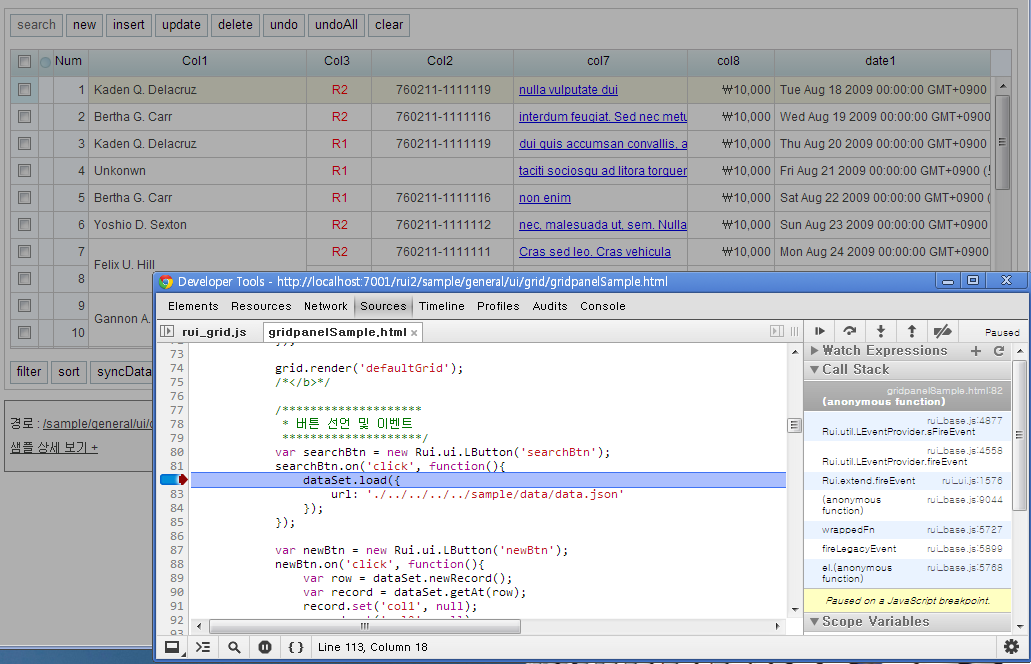 search new insert update delete undo undoAll clear
Num Col1 Col3 Col2 col7 col8 date1
1 Kaden Q. Delacruz R2 760211-1111119 nulla vulputate dui ₩10,000 Tue Aug 18 2009 00:00:00 GMT+0900
2 Bertha G. Carr R2 760211-1111116 interdum feugiat. Sed nec metu ₩10,000 Wed Aug 19 2009 00:00:00 GMT+0900
3 Kaden Q. Delacruz R1 760211-1111119 dui quis accumsan convallis, a ₩10,000 Thu Aug 20 2009 00:00:00 GMT+0900
4 Unkonwn R1 taciti sociosqu ad litora torquer ₩10,000 Fri Aug 21 2009 00:00:00 GMT+0900 (
5 Bertha G. Carr R1 760211-1111116 non enim ₩10,000 Sat Aug 22 2009 00:00:00 GMT+0900 (
6 Yoshio D. Sexton R2 760211-1111112 nec, malesuada ut, sem. Nulla ₩10,000 Sun Aug 23 2009 00:00:00 GMT+0900
7 R2 760211-1111111 Cras sed leo. Cras vehicula ₩10,000 Mon Aug 24 2009 00:00:00 GMT+0900
Felix U. Hill
8
9
Gannon A.
10
filter sort syncData
경로 : /sample/general/ui/
샘플 상세 보기 +
Developer Tools - http://localhost:7001/rui2/sample/general/ui/grid/gridpanelSample.html
Elements Resources Network Sources Timeline Profiles Audits Console
rui_grid.js gridpanelSample.html × Paused
73
74 grid.render('defaultGrid');
75 /*</b>*/
76
77 /********************
78 * 버튼 선언 및 이벤트
79 ********************/
80 var searchBtn = new Rui.ui.LButton('searchBtn');
81 searchBtn.on('click', function(){
dataSet.load({
83 url: './../../../../sample/data/data.json'
84 });
85 });
86
87 var newBtn = new Rui.ui.LButton('newBtn');
88 newBtn.on('click', function(){
89 var row = dataSet.newRecord();
90 var record = dataSet.getAt(row);
91 record.set('col1', null);
92
93
Watch Expressions + 
Call Stack
gridpanelSample.html:82
(anonymous function)
rui_base.js:4877
Rui.util.LEventProvider.sFireEvent
rui_base.js:4558
Rui.util.LEventProvider.fireEvent
Rui.extend.fireEvent rui_ui.js:1576
(anonymous function) rui_base.js:9044
wrappedFn rui_base.js:5727
fireLegacyEvent rui_base.js:5899
el.(anonymous function) rui_base.js:5768
Paused on a JavaScript breakpoint.
Scope Variables
{ } Line 113, Column 18